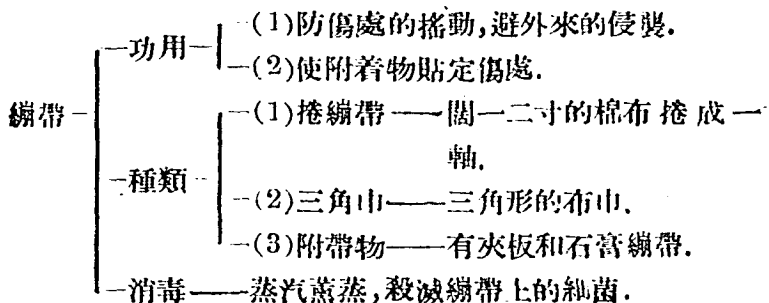 (1)防傷處的搖動,避外來的侵襲.
功用
(2)使附着物貼定傷處.
繃帶
(1)捲繃帶——闊一二寸的棉布捲成一
軸.
種類
(2)三角巾——三角形的布巾.
(3)附帶物——有夾板和石膏繃帶.
消毒——蒸汽薰蒸,殺滅繃帶上的細菌.